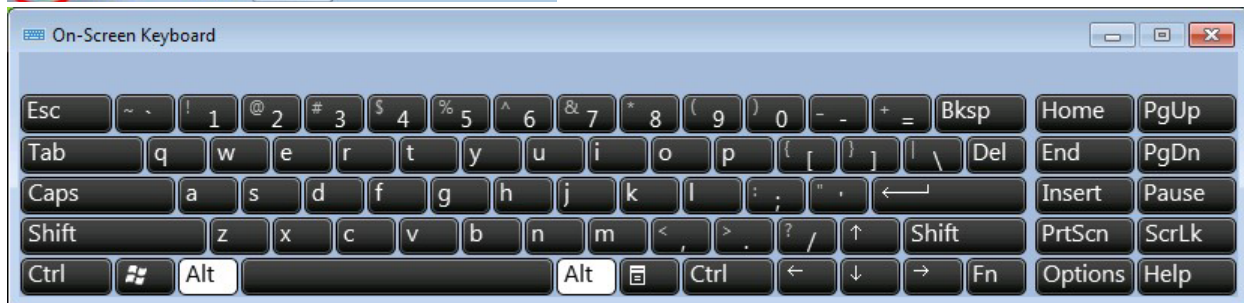 On-Screen Keyboard
Esc ~ ` ! 1 @ 2 # 3 $ 4 % 5 ^ 6 & 7 * 8 ( 9 ) 0 - - + = Bksp Home PgUp
Tab q w e r t y u i o p { [ } ] | \ Del End PgDn
Caps a s d f g h j k l : ; " ' Insert Pause
Shift z x c v b n m < , > . ? / ↑ Shift PrtScn ScrLk
Ctrl Alt Alt Ctrl ← ↓ → Fn Options Help